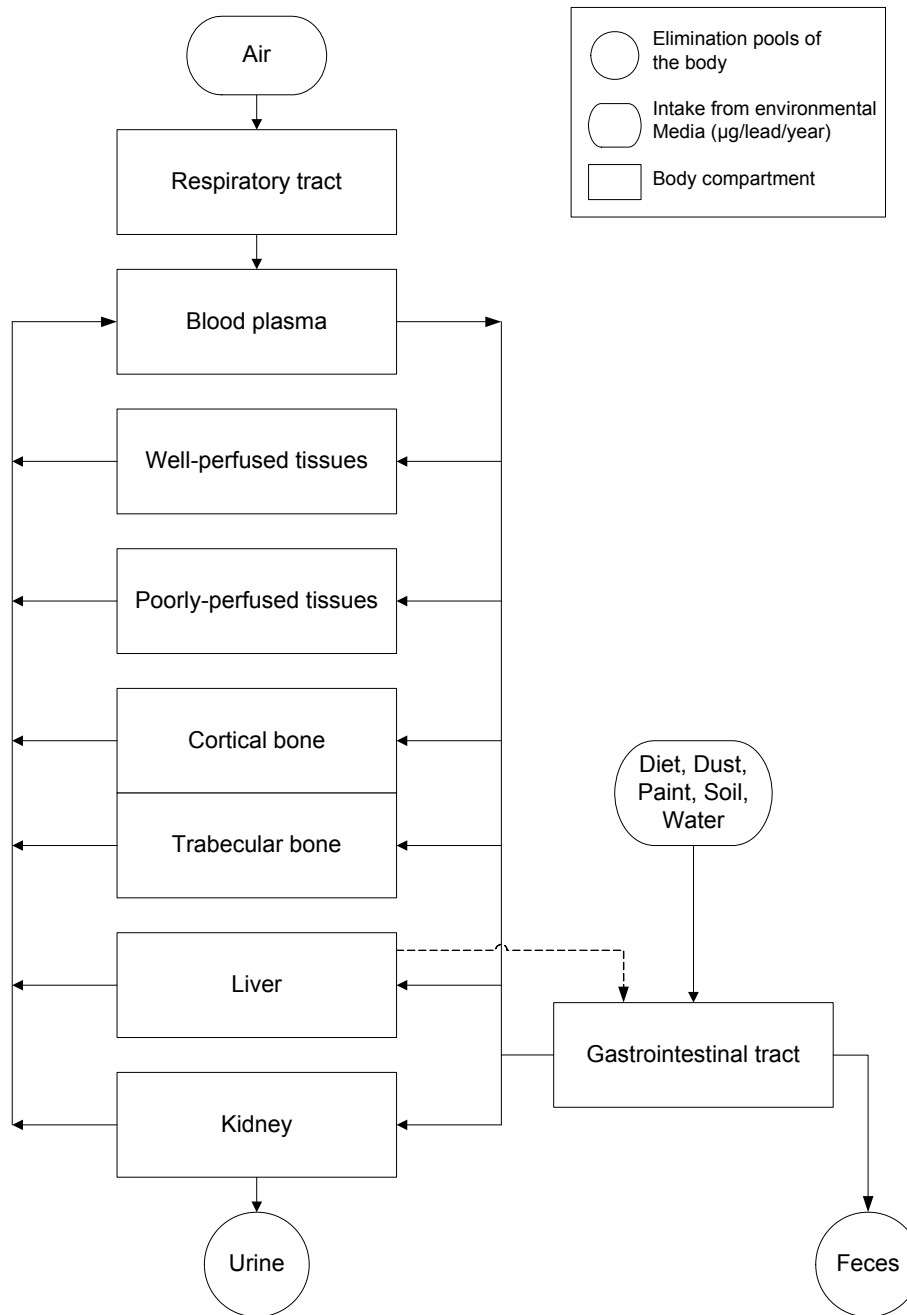 Air
Elimination pools of
the body
Intake from environmental
Media (µg/lead/year)
Body compartment
Respiratory tract
Blood plasma
Well-perfused tissues
Poorly-perfused tissues
Cortical bone
Diet, Dust,
Paint, Soil,
Water
Trabecular bone
Liver
Gastrointestinal tract
Kidney
Urine
Feces